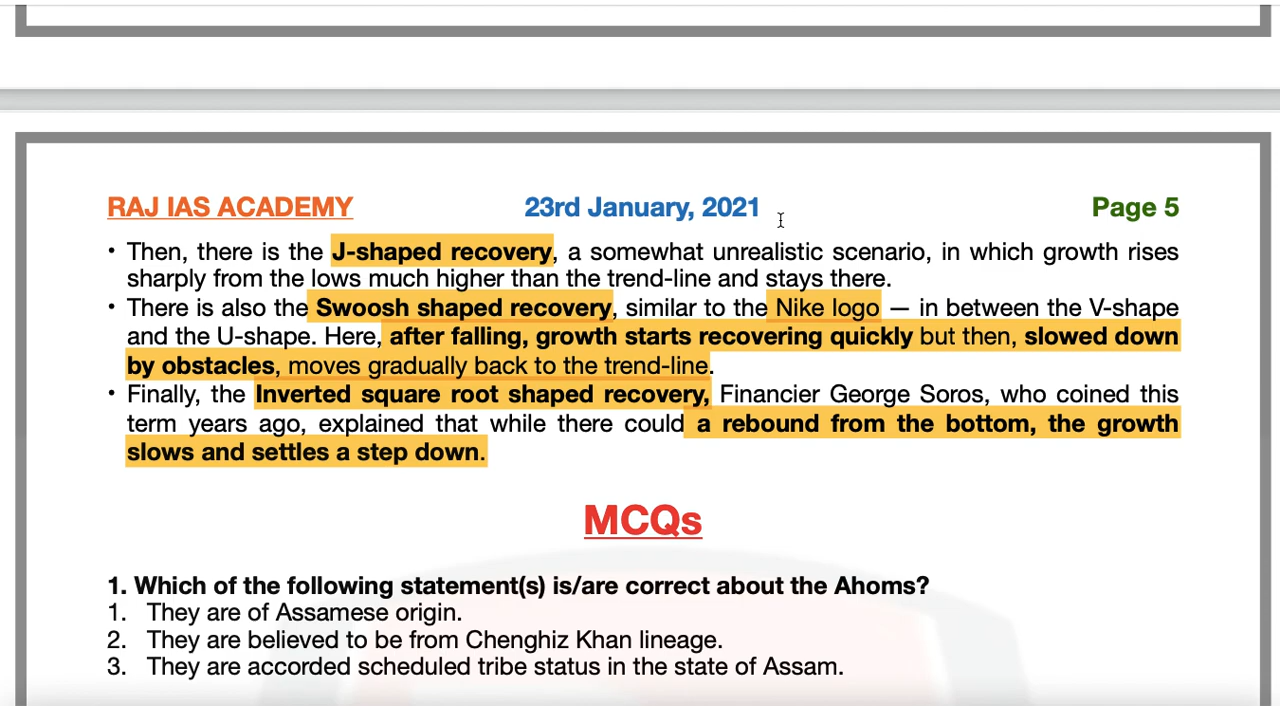 RAJ IAS ACADEMY 23rd January, 2021 Page 5
• Then, there is the J-shaped recovery, a somewhat unrealistic scenario, in which growth rises
sharply from the lows much higher than the trend-line and stays there.
• There is also the Swoosh shaped recovery, similar to the Nike logo — in between the V-shape
and the U-shape. Here, after falling, growth starts recovering quickly but then, slowed down
by obstacles, moves gradually back to the trend-line.
• Finally, the Inverted square root shaped recovery, Financier George Soros, who coined this
term years ago, explained that while there could a rebound from the bottom, the growth
slows and settles a step down.
MCQs
1. Which of the following statement(s) is/are correct about the Ahoms?
1. They are of Assamese origin.
2. They are believed to be from Chenghiz Khan lineage.
3. They are accorded scheduled tribe status in the state of Assam.